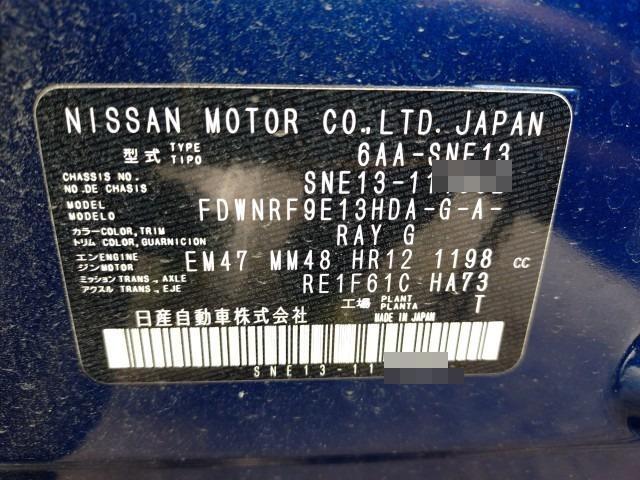 NISSAN MOTOR CO.,LTD. JAPAN
型式 TYPE TIPO 6AA-SNE13
CHASSIS NO. NO.DE CHASIS SNE13-11
MODEL MODELO FDWNRF9E13HDA-G-A-
カラー COLOR,TRIM トリム COLOR,GUARNICION RAY G
エンジン ENGINE MOTOR EM47 MM48 HR12 1198 cc
ミッション TRANS., AXLE アクスル TRANS., EJE RE1F61C HA73
工場 PLANT PLANTA T
日産自動車株式会社 MADE IN JAPAN
SNE13-11